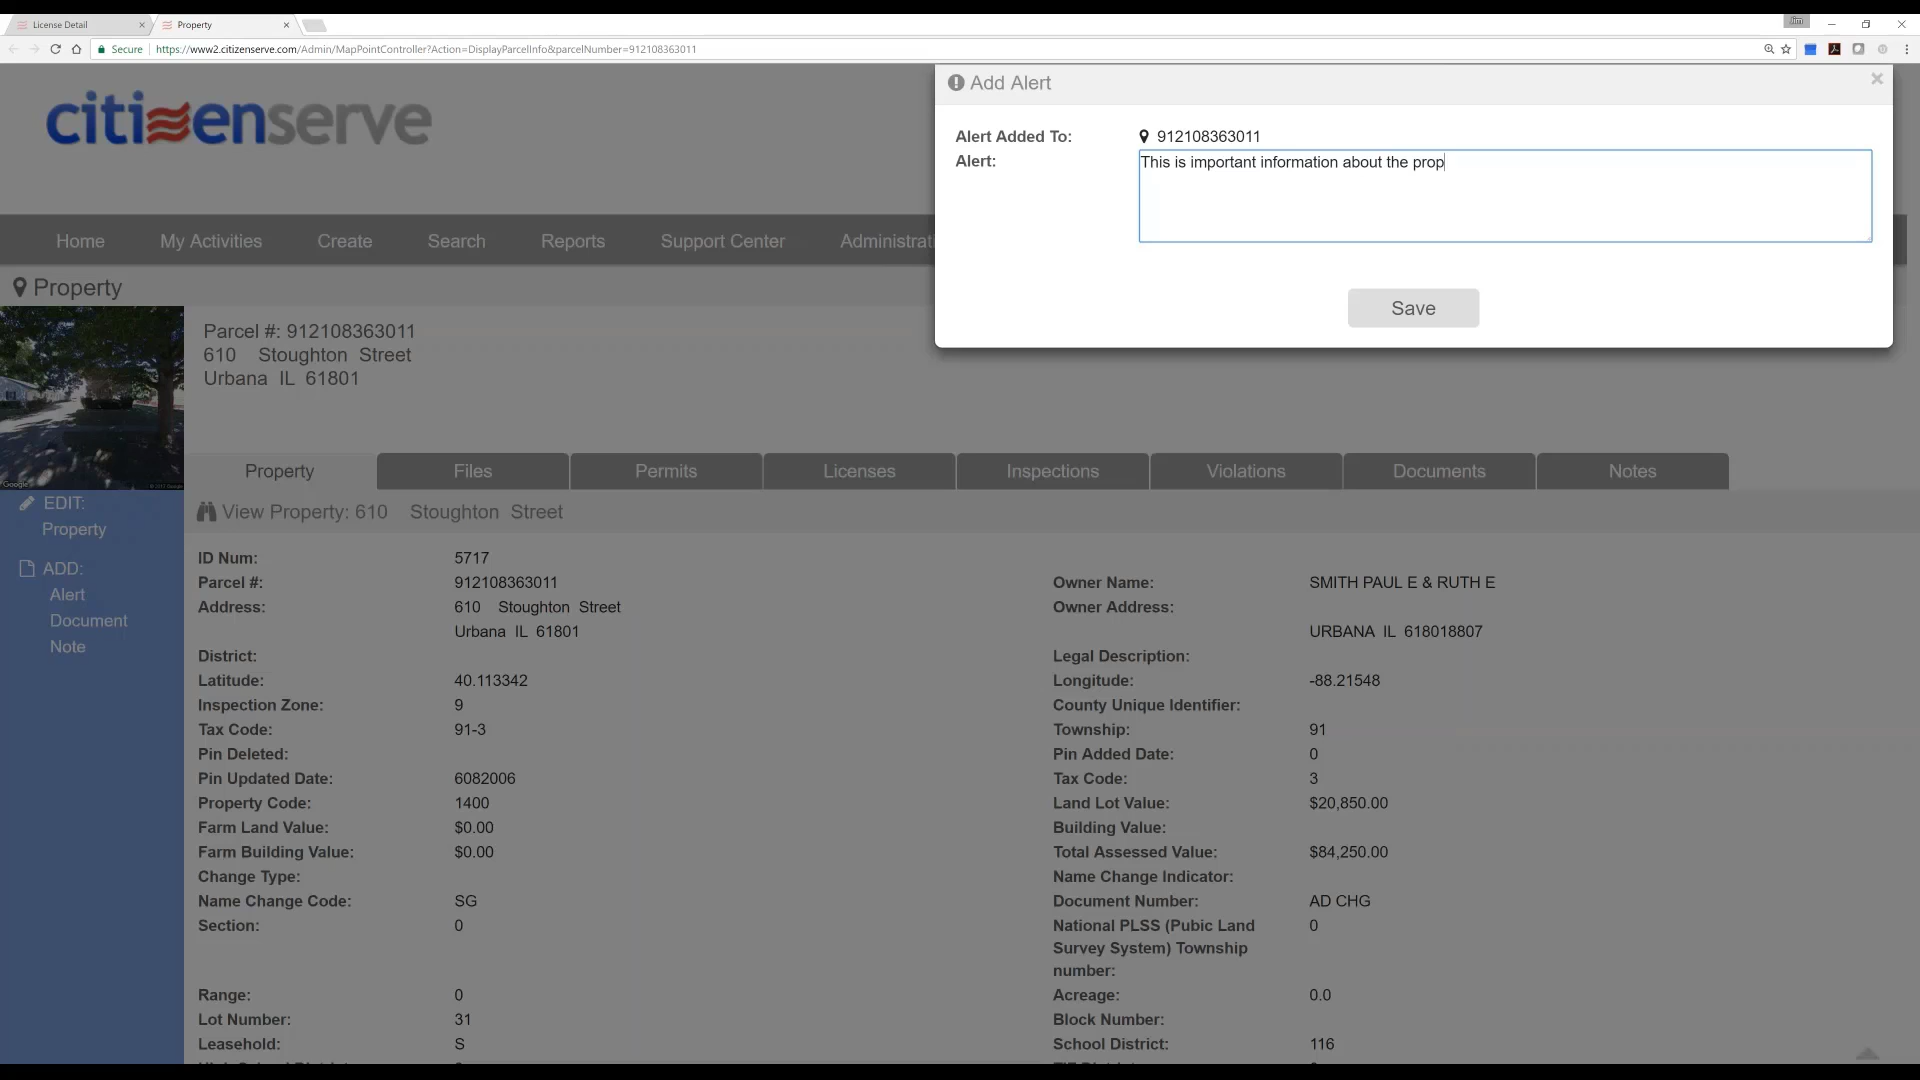 License Detail
Property
Jim
Secure
https://www2.citizenserve.com/Admin/MapPointController?Action=DisplayParcelInfo&parcelNumber=912108363011
citizenserve
Add Alert
Alert Added To: 912108363011
Alert: This is important information about the prop
Save
Home My Activities Create Search Reports Support Center Administrati
Property
Parcel #: 912108363011
610 Stoughton Street
Urbana IL 61801
Google
Property Files Permits Licenses Inspections Violations Documents Notes
EDIT:
Property
ADD:
Alert
Document
Note
View Property: 610 Stoughton Street
ID Num: 5717
Parcel #: 912108363011 Owner Name: SMITH PAUL E & RUTH E
Address: 610 Stoughton Street Owner Address:
Urbana IL 61801 URBANA IL 618018807
District: Legal Description:
Latitude: 40.113342 Longitude: -88.21548
Inspection Zone: 9 County Unique Identifier:
Tax Code: 91-3 Township: 91
Pin Deleted: Pin Added Date: 0
Pin Updated Date: 6082006 Tax Code: 3
Property Code: 1400 Land Lot Value: $20,850.00
Farm Land Value: $0.00 Building Value:
Farm Building Value: $0.00 Total Assessed Value: $84,250.00
Change Type: Name Change Indicator:
Name Change Code: SG Document Number: AD CHG
Section: 0 National PLSS (Pubic Land 0
Survey System) Township
number:
Range: 0 Acreage: 0.0
Lot Number: 31 Block Number:
Leasehold: S School District: 116